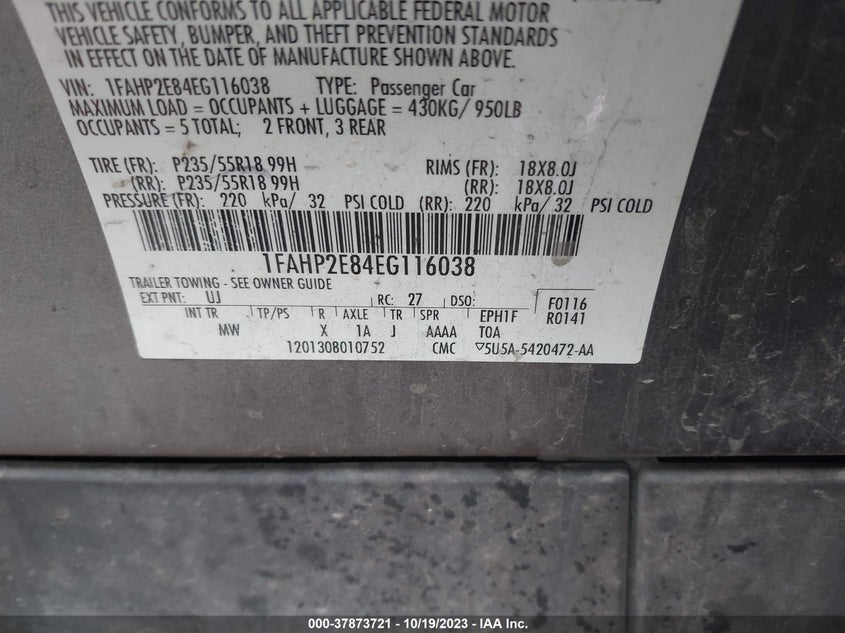 THIS VEHICLE CONFORMS TO ALL APPLICABLE FEDERAL MOTOR
VEHICLE SAFETY, BUMPER, AND THEFT PREVENTION STANDARDS
IN EFFECT ON THE DATE OF MANUFACTURE SHOWN ABOVE.
VIN: 1FAHP2E84EG116038 TYPE: Passenger Car
MAXIMUM LOAD = OCCUPANTS + LUGGAGE = 430KG/ 950LB
OCCUPANTS = 5 TOTAL; 2 FRONT, 3 REAR
TIRE (FR): P235/55R18 99H RIMS (FR): 18X8.0J
(RR): P235/55R18 99H (RR): 18X8.0J
PRESSURE (FR): 220 kPa/ 32 PSI COLD (RR): 220 kPa/ 32 PSI COLD
1FAHP2E84EG116038
TRAILER TOWING - SEE OWNER GUIDE
EXT PNT: UJ RC: 27 DSO: F0116
INT TR TP/PS R AXLE TR SPR EPH1F R0141
MW X 1A J AAAA T0A
1201308010752 CMC ▽5U5A-5420472-AA
000-37873721 | 10/19/2023 - IAA Inc.